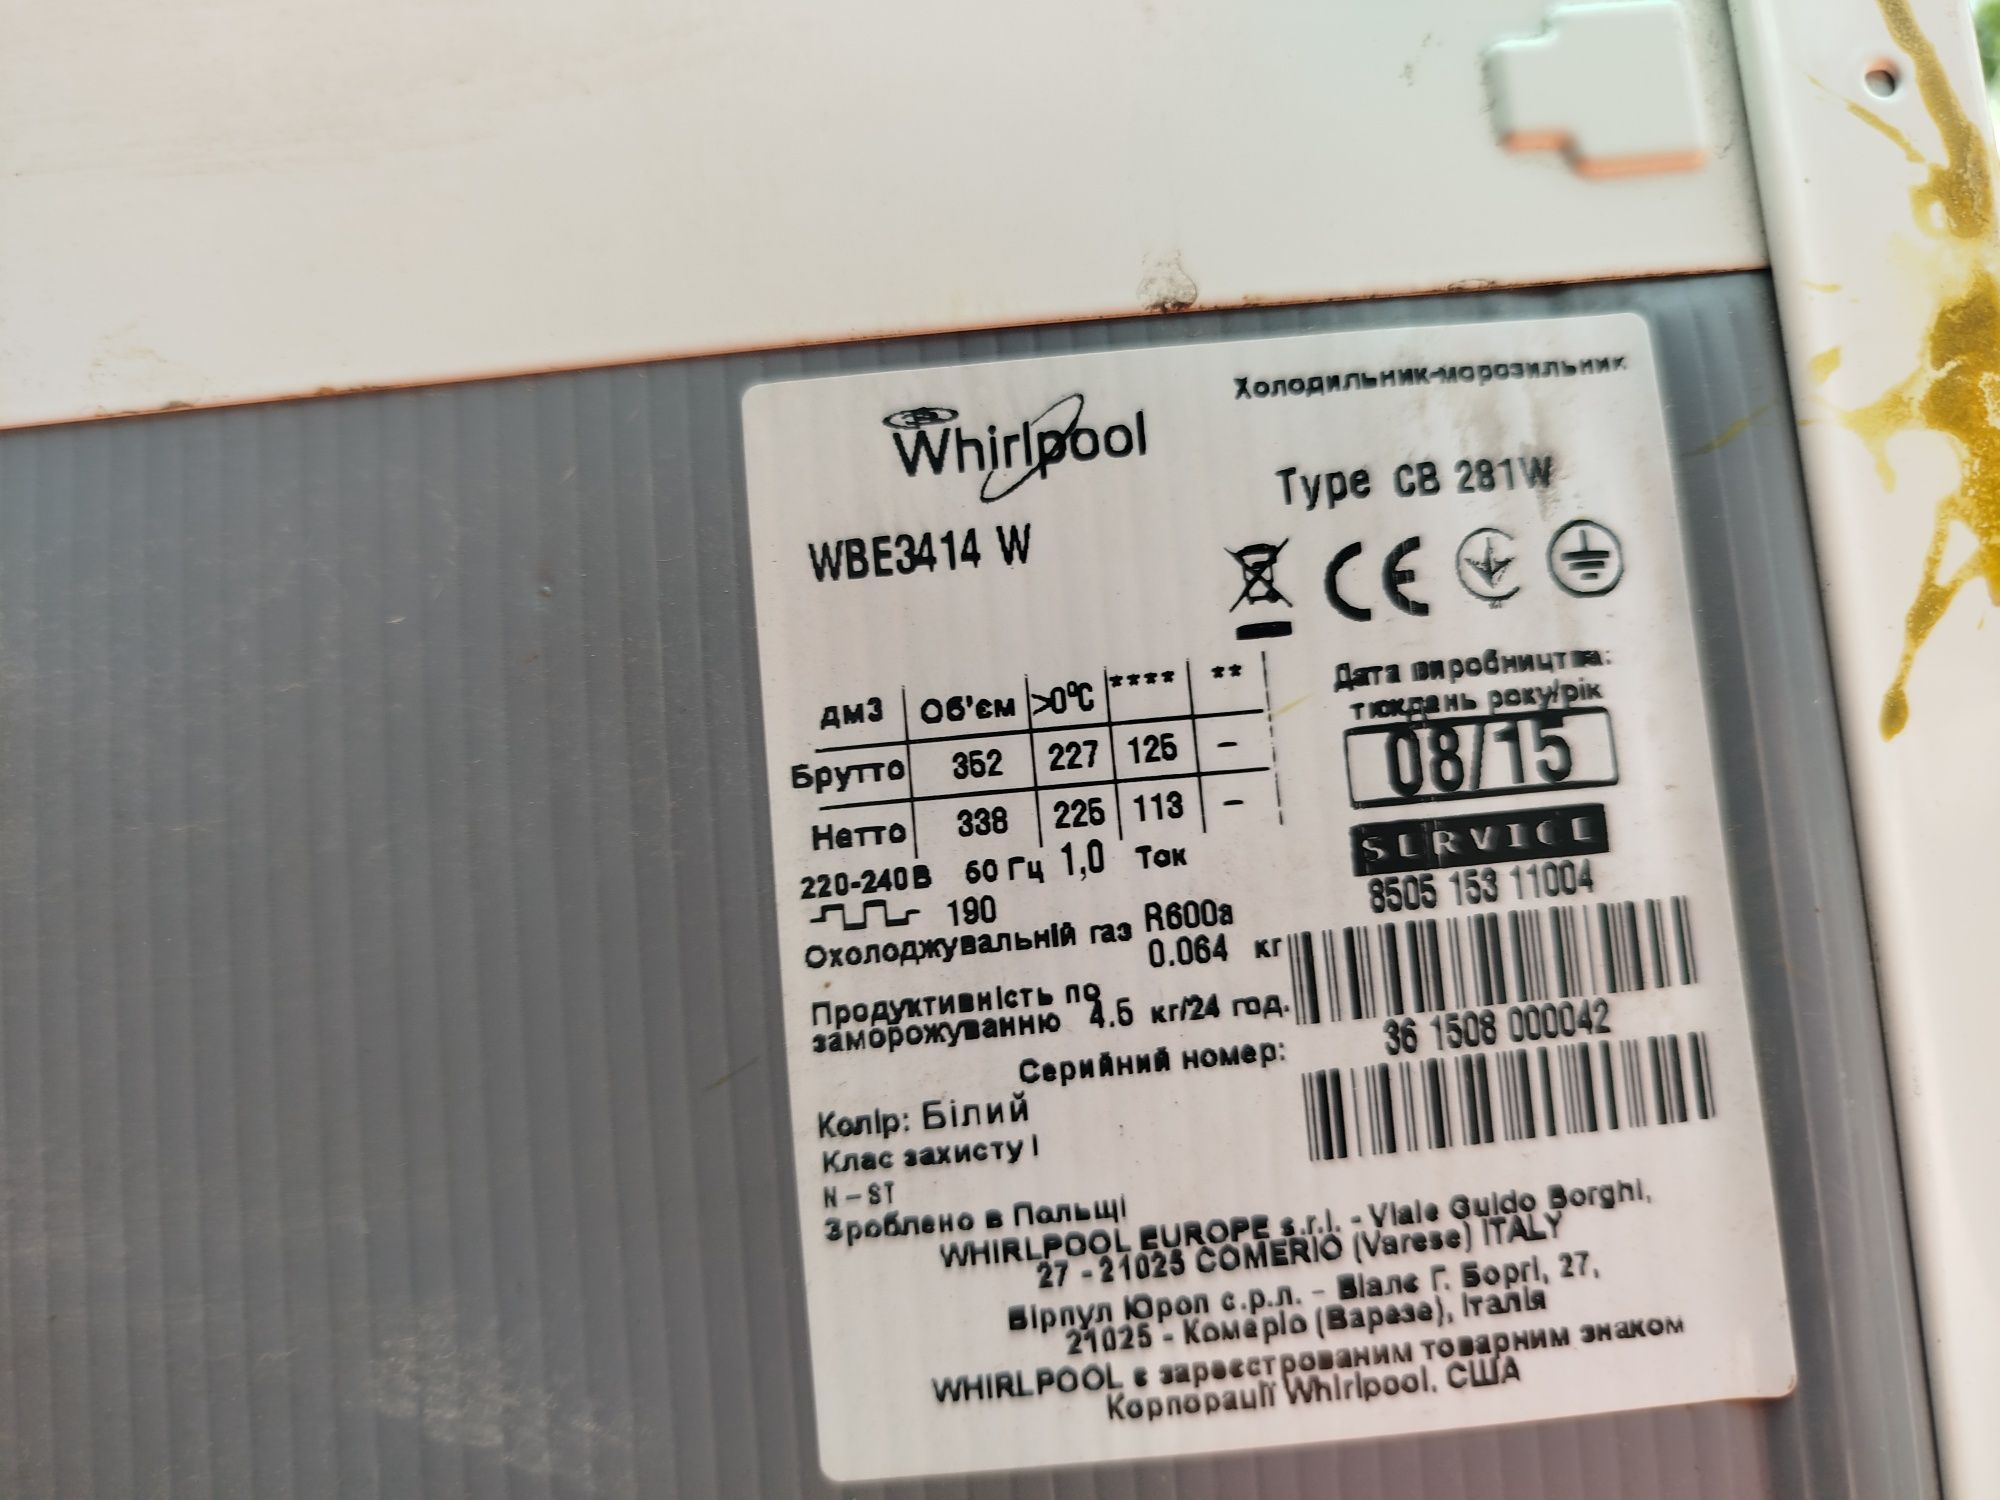 Холодильник-морозильник
Whirlpool
Type CB 281W
WBE3414 W
CE
Дата виробництва:
тиждень року/рік
08/15
дм3 Об'єм >0°C **** **
Брутто 352 227 125 –
Нетто 338 225 113 –
SERVICE
8505 153 11004
220-240В 50 Гц 1,0 Ток
190
Охолоджувальній газ R600a
0.064 кг
Продуктивність по
заморожуванню 4.5 кг/24 год.
36 1508 000042
Серийний номер:
Колір: Білий
Клас захисту I
N – ST
Зроблено в Польщі
WHIRLPOOL EUROPE s.r.l. - Viale Guido Borghi,
27 - 21025 COMERIO (Varese) ITALY
Вірпул Юроп с.р.л. - Віалє Г. Боргі, 27,
21025 - Комеріо (Варезе), Італія
WHIRLPOOL є зареєстрованим товарним знаком
Корпорації Whirlpool, США